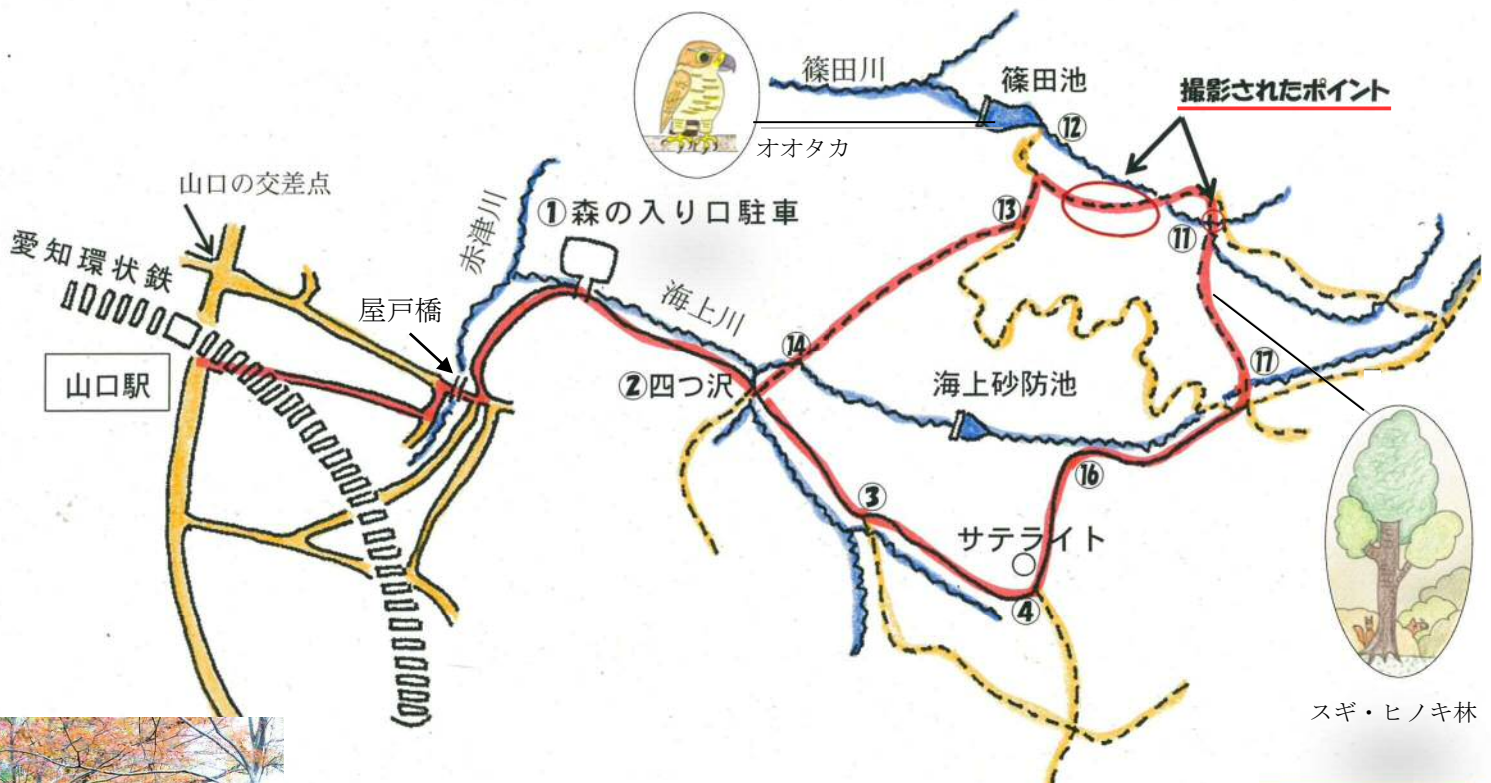 篠田川
篠田池
撮影されたポイント
⑫
オオタカ
山口の交差点
①森の入り口駐車
赤津川
⑬
⑪
愛知環状鉄
海上川
屋戸橋
⑭
⑰
山口駅
②四つ沢
海上砂防池
⑯
③
サテライト
④
スギ・ヒノキ林